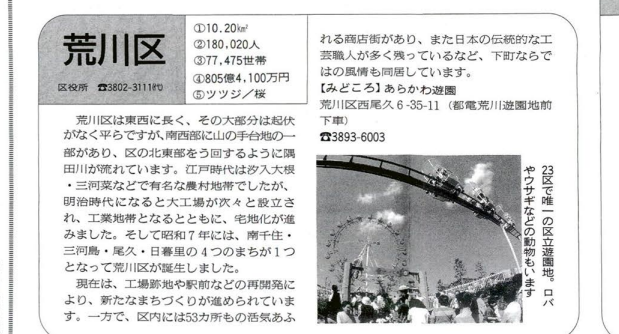 荒川区
区役所 ☎3802-3111㈹
①10.20㎢
②180,020人
③77,475世帯
④805億4,100万円
⑤ツツジ／桜
荒川区は東西に長く、その大部分は起伏
がなく平らですが、南西部に山の手台地の一
部があり、区の北東部をう回するように隅
田川が流れています。江戸時代は汐入大根
・三河菜などで有名な農村地帯でしたが、
明治時代になると大工場が次々と設立さ
れ、工業地帯となるとともに、宅地化が進
みました。そして昭和７年には、南千住・
三河島・尾久・日暮里の４つのまちが１つ
となって荒川区が誕生しました。
現在は、工場跡地や駅前などの再開発に
より、新たなまちづくりが進められていま
す。一方で、区内には53カ所もの活気あふ
れる商店街があり、また日本の伝統的な工
芸職人が多く残っているなど、下町ならで
はの風情も同居しています。
【みどころ】あらかわ遊園
荒川区西尾久6-35-11（都電荒川遊園地前
下車）
☎3893-6003
23区で唯一の区立遊園地。ロバ
やウサギなどの動物もいます